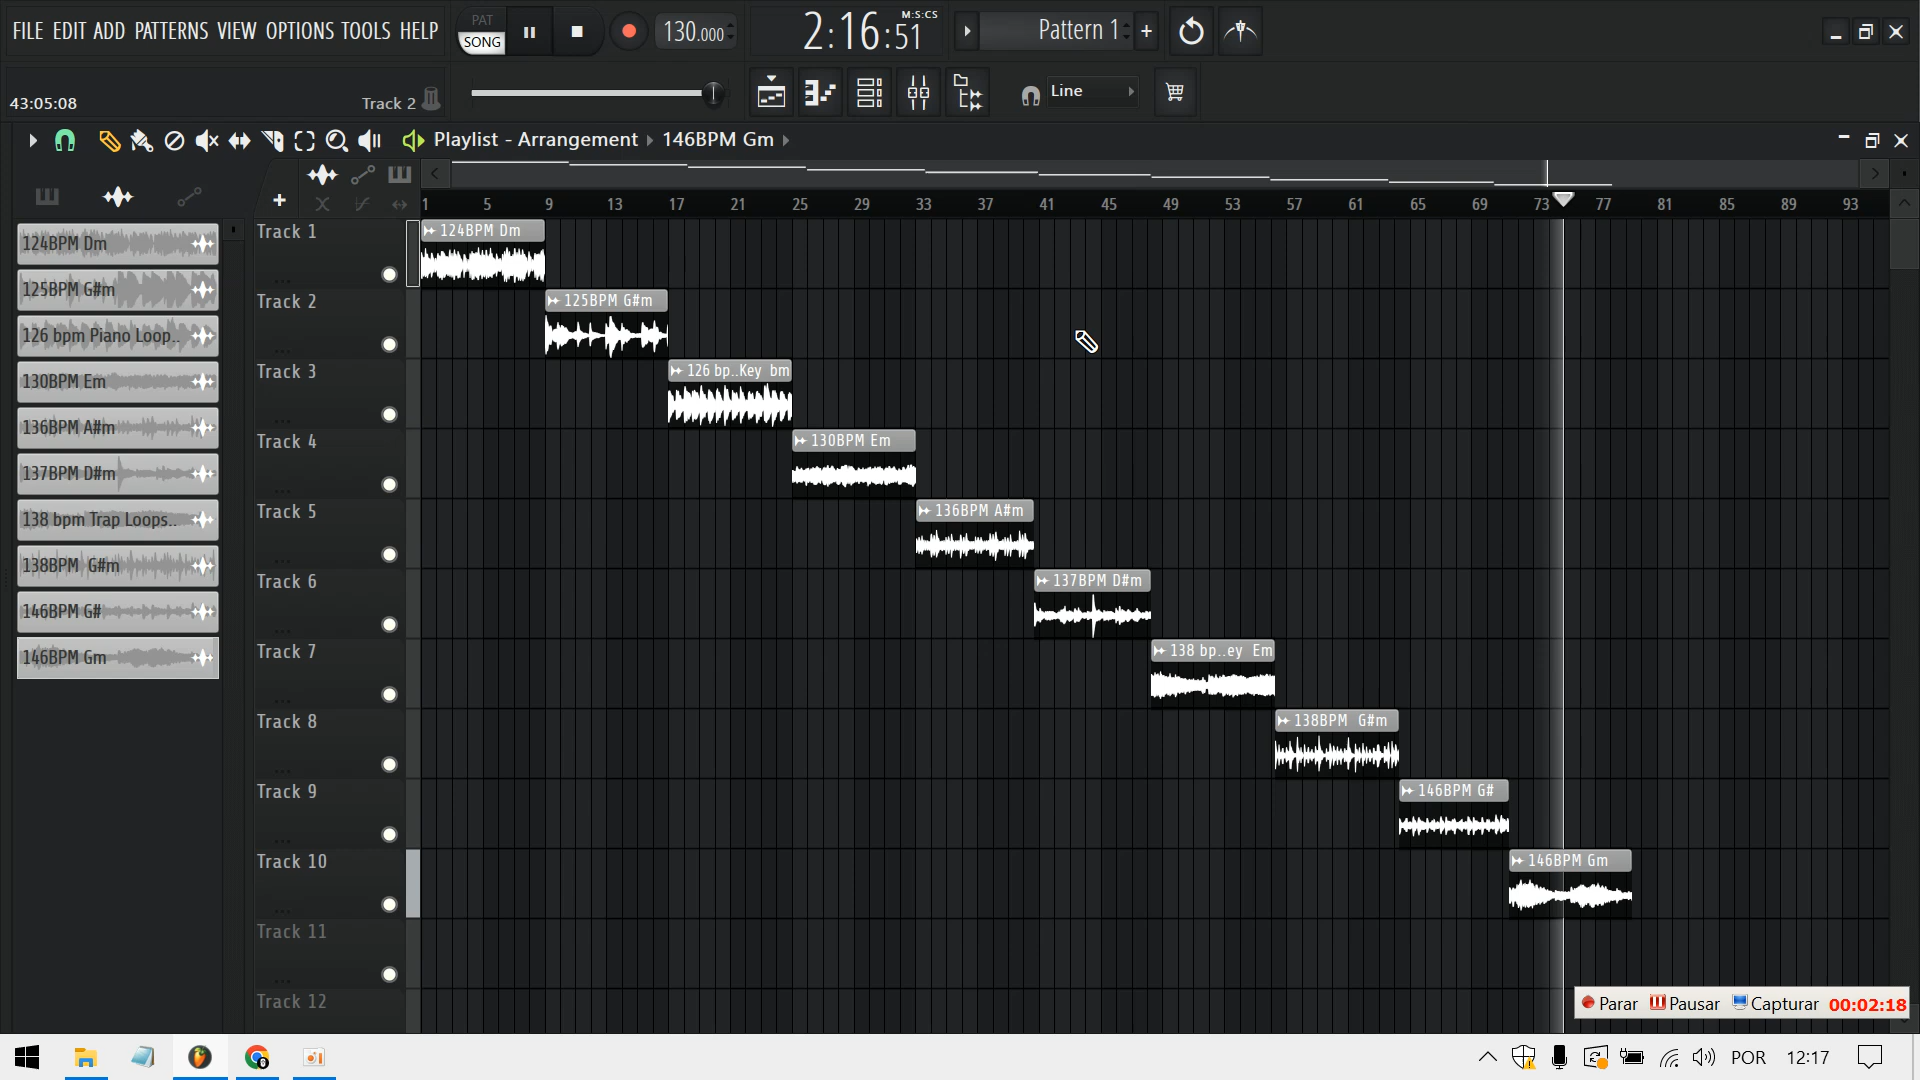 FILE EDIT ADD PATTERNS VIEW OPTIONS TOOLS HELP
PAT
SONG
130.000
2:16:51
M:S:CS
Pattern 1
43:05:08
Track 2
Line
Playlist - Arrangement
146BPM Gm
1 5 9 13 17 21 25 29 33 37 41 45 49 53 57 61 65 69 73 77 81 85 89 93
124BPM Dm
125BPM G#m
126 bpm Piano Loop..
130BPM Em
136BPM A#m
137BPM D#m
138 bpm Trap Loops..
138BPM  G#m
146BPM G#
146BPM Gm
Track 1
124BPM Dm
Track 2
125BPM G#m
Track 3
126 bp..Key  bm
Track 4
130BPM Em
Track 5
136BPM A#m
Track 6
137BPM D#m
Track 7
138 bp..ey  Em
Track 8
138BPM  G#m
Track 9
146BPM G#
Track 10
146BPM Gm
Track 11
Track 12
Parar Pausar Capturar 00:02:18
POR 12:17